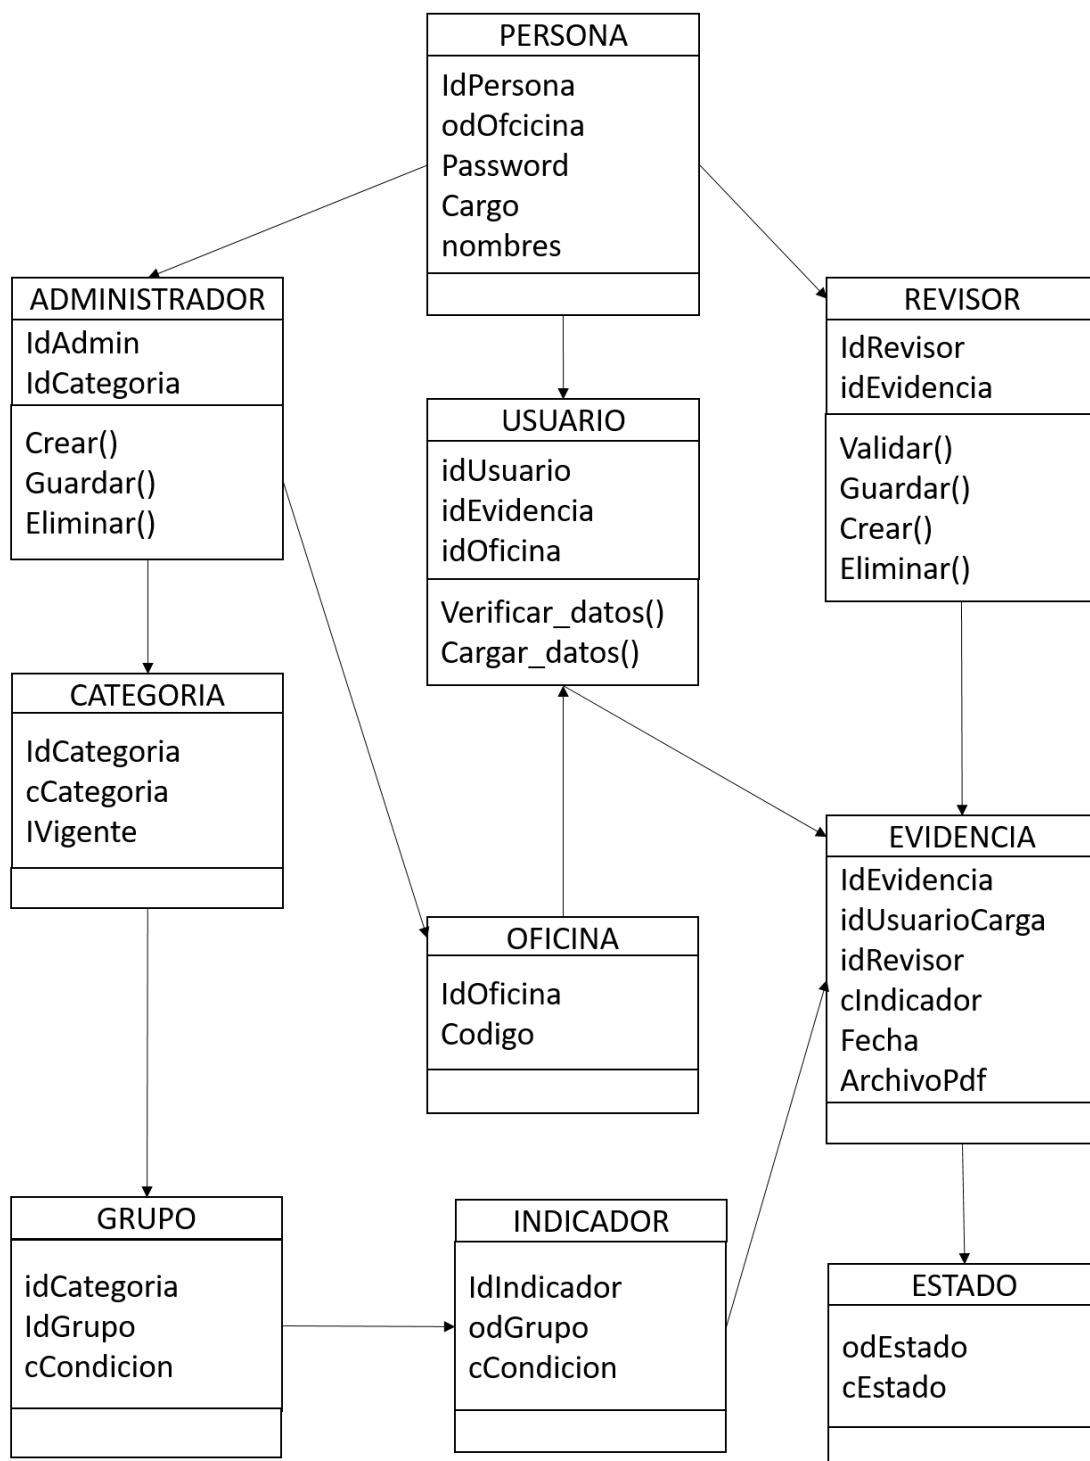 PERSONA
IdPersona
odOfcicina
Password
Cargo
nombres
ADMINISTRADOR
IdAdmin
IdCategoria
Crear()
Guardar()
Eliminar()
USUARIO
idUsuario
idEvidencia
idOficina
Verificar_datos()
Cargar_datos()
REVISOR
IdRevisor
idEvidencia
Validar()
Guardar()
Crear()
Eliminar()
CATEGORIA
IdCategoria
cCategoria
IVigente
OFICINA
IdOficina
Codigo
EVIDENCIA
IdEvidencia
idUsuarioCarga
idRevisor
cIndicador
Fecha
ArchivoPdf
GRUPO
idCategoria
IdGrupo
cCondicion
INDICADOR
IdIndicador
odGrupo
cCondicion
ESTADO
odEstado
cEstado